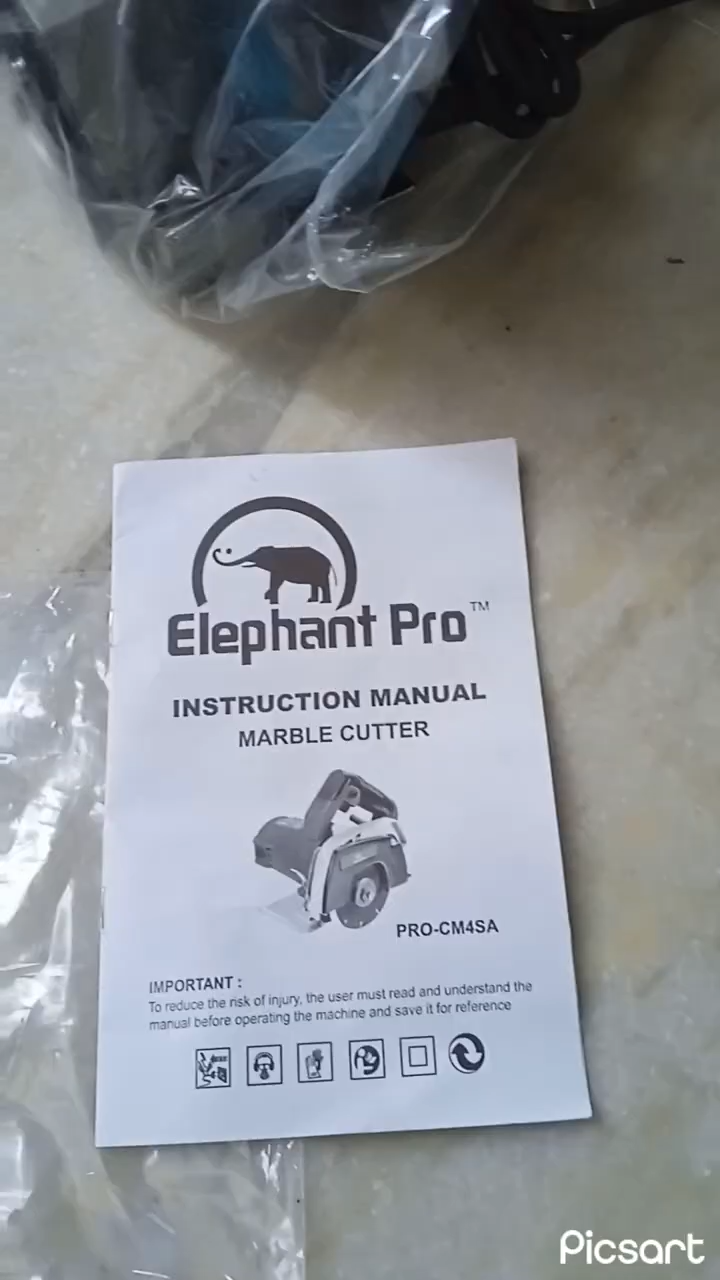 Elephant Pro™
INSTRUCTION MANUAL
MARBLE CUTTER
PRO-CM4SA
IMPORTANT :
To reduce the risk of injury, the user must read and understand the
manual before operating the machine and save it for reference
Picsart